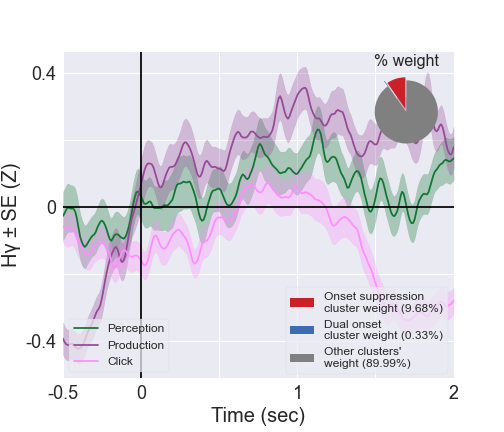 % weight
0.4
0
-0.4
Hγ ± SE (Z)
Perception
Production
Click
Onset suppression
cluster weight (9.68%)
Dual onset
cluster weight (0.33%)
Other clusters'
weight (89.99%)
-0.5
0
1
2
Time (sec)